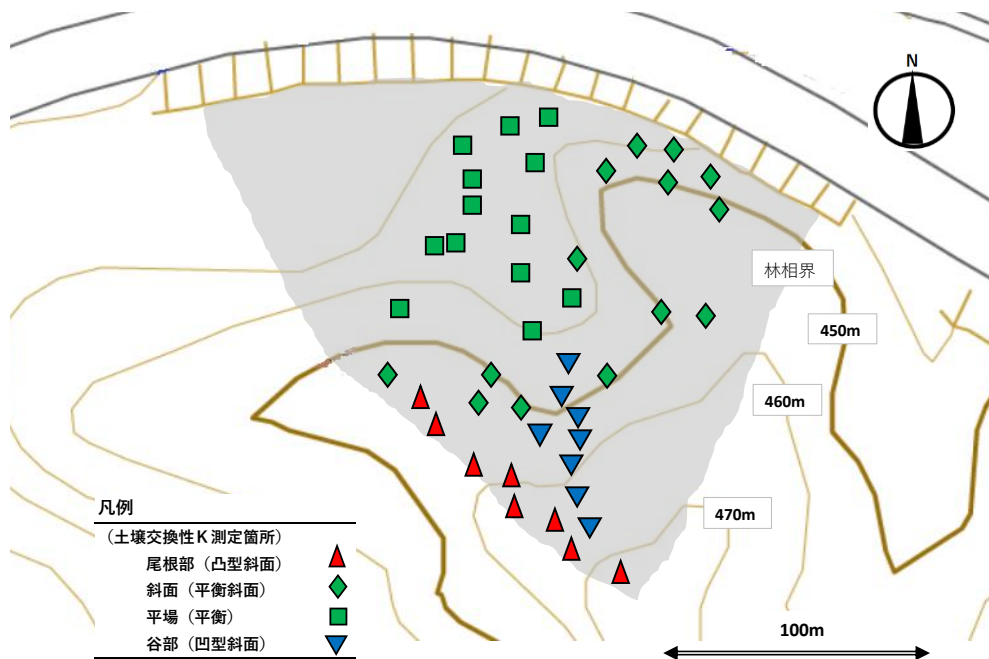 N
林相界
450m
460m
470m
凡例
（土壌交換性K測定箇所）
尾根部（凸型斜面）
斜面（平衡斜面）
平場（平衡）
谷部（凹型斜面）
100m